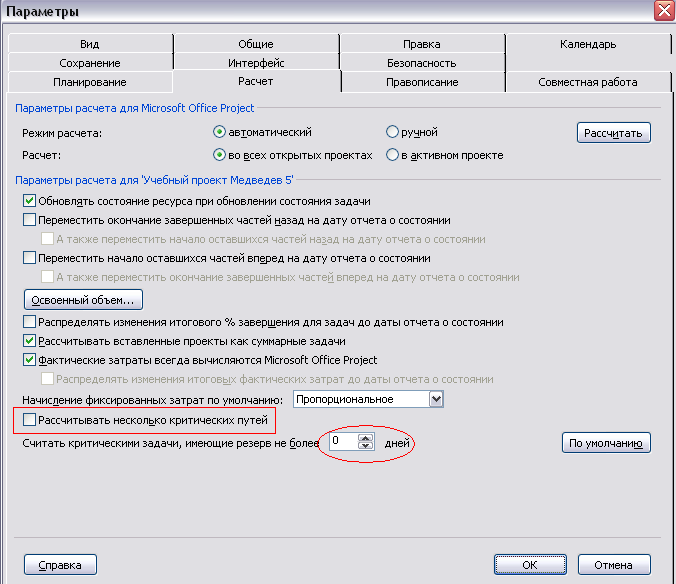 Параметры
Вид Общие Правка Календарь
Сохранение Интерфейс Безопасность
Планирование Расчет Правописание Совместная работа
Параметры расчета для Microsoft Office Project
Режим расчета: автоматический ручной Рассчитать
Расчет: во всех открытых проектах в активном проекте
Параметры расчета для 'Учебный проект Медведев 5'
Обновлять состояние ресурса при обновлении состояния задачи
Переместить окончание завершенных частей назад на дату отчета о состоянии
А также переместить начало оставшихся частей назад на дату отчета о состоянии
Переместить начало оставшихся частей вперед на дату отчета о состоянии
А также переместить окончание завершенных частей вперед на дату отчета о состоянии
Освоенный объем...
Распределять изменения итогового % завершения для задач до даты отчета о состоянии
Рассчитывать вставленные проекты как суммарные задачи
Фактические затраты всегда вычисляются Microsoft Office Project
Распределять изменения итоговых фактических затрат до даты отчета о состоянии
Начисление фиксированных затрат по умолчанию: Пропорциональное
Рассчитывать несколько критических путей
Считать критическими задачи, имеющие резерв не более 0 дней По умолчанию
Справка ОК Отмена